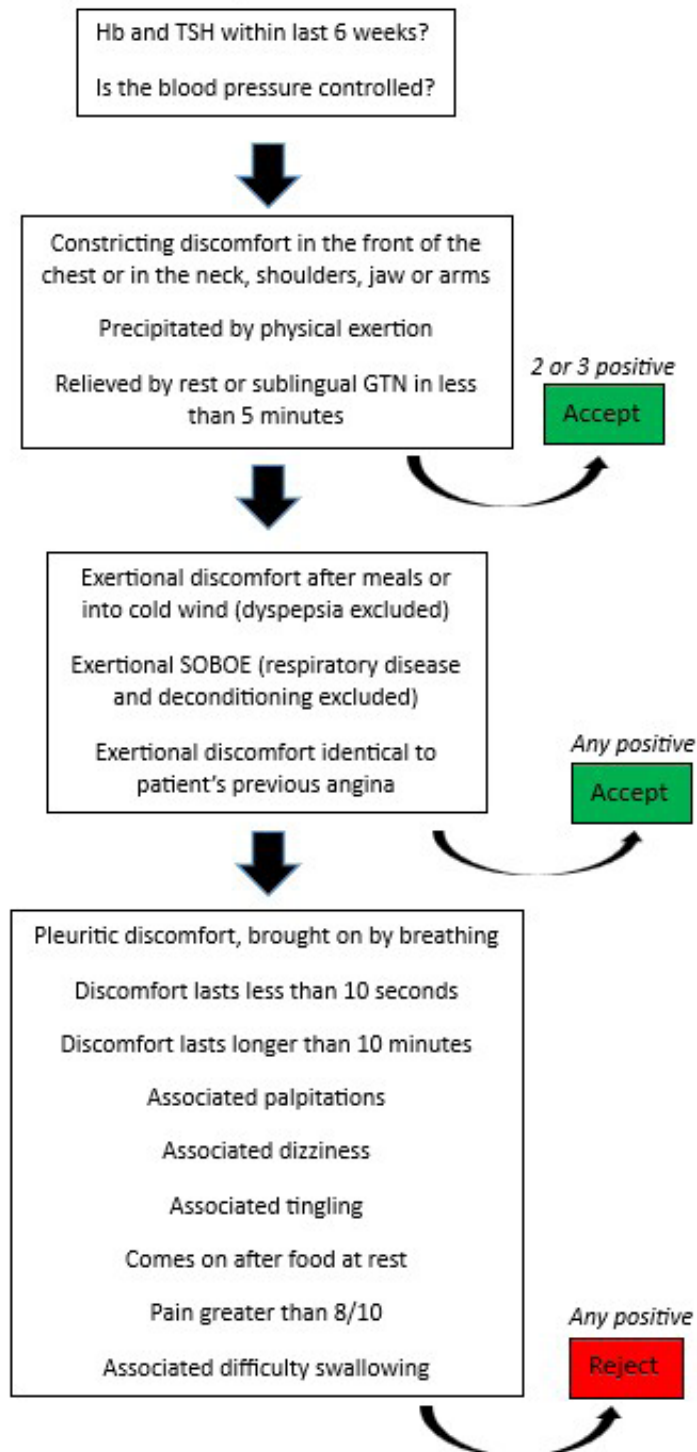 Hb and TSH within last 6 weeks?
Is the blood pressure controlled?
Constricting discomfort in the front of the
chest or in the neck, shoulders, jaw or arms
Precipitated by physical exertion
Relieved by rest or sublingual GTN in less
than 5 minutes
2 or 3 positive
Accept
Exertional discomfort after meals or
into cold wind (dyspepsia excluded)
Exertional SOBOE (respiratory disease
and deconditioning excluded)
Exertional discomfort identical to
patient's previous angina
Any positive
Accept
Pleuritic discomfort, brought on by breathing
Discomfort lasts less than 10 seconds
Discomfort lasts longer than 10 minutes
Associated palpitations
Associated dizziness
Associated tingling
Comes on after food at rest
Pain greater than 8/10
Associated difficulty swallowing
Any positive
Reject